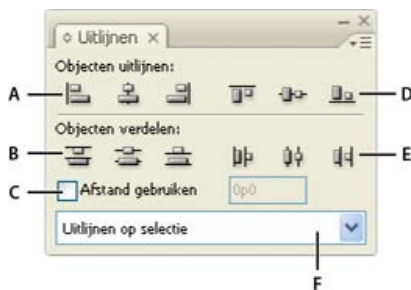 Uitlijnen
Objecten uitlijnen:
A
D
Objecten verdelen:
B
E
C
Afstand gebruiken
0p0
Uitlijnen op selectie
F